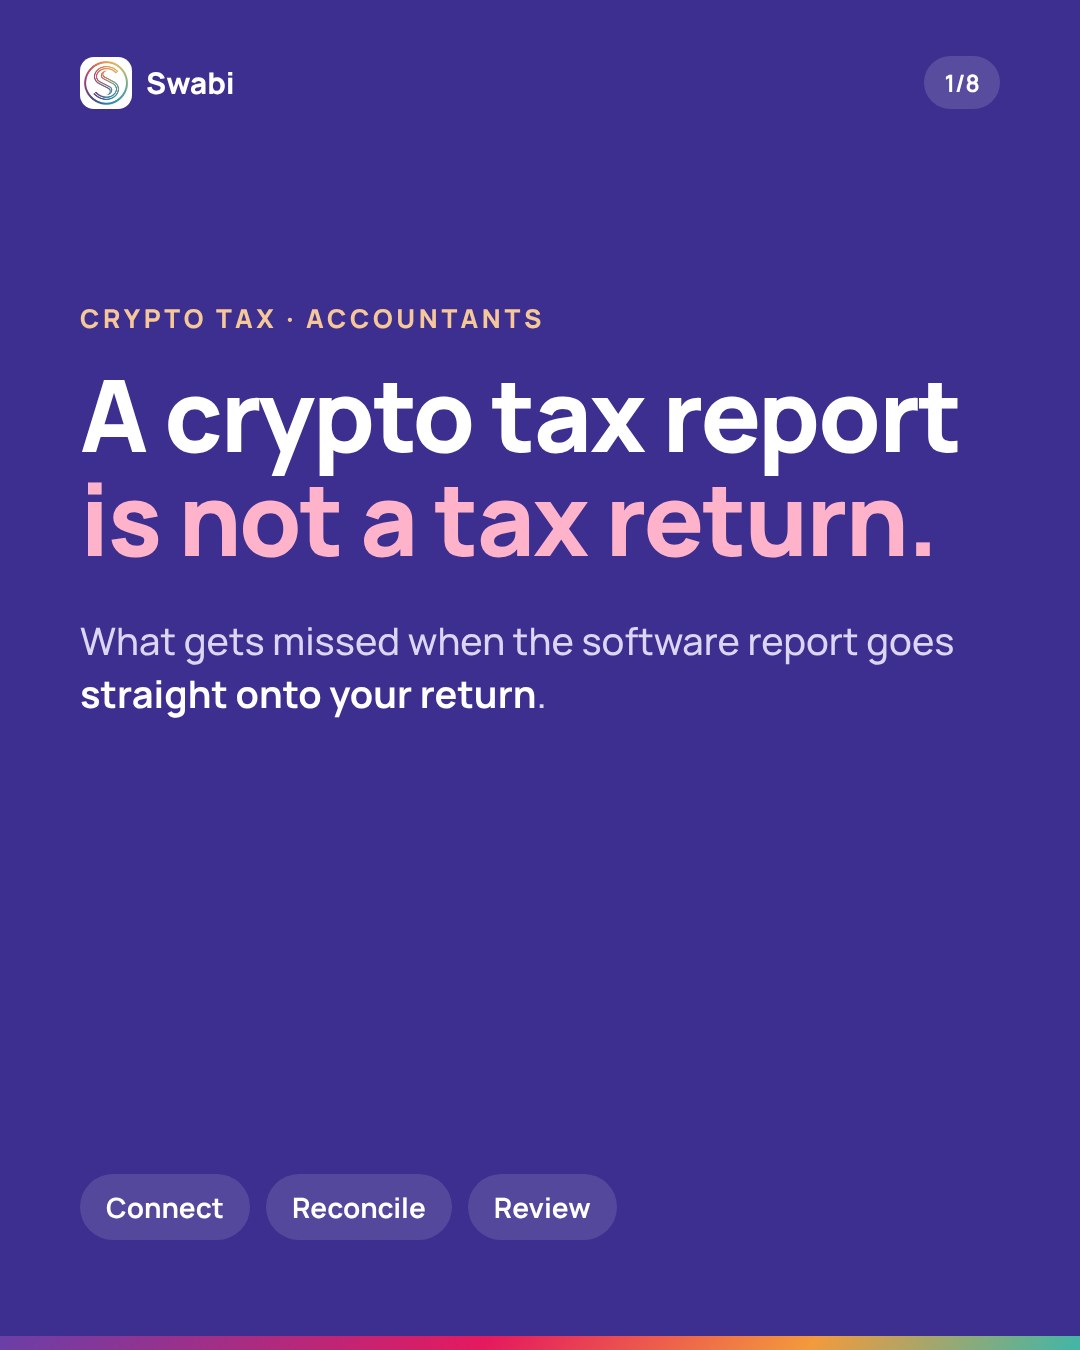 Swabi
1/8
CRYPTO TAX · ACCOUNTANTS
A crypto tax report
is not a tax return.
What gets missed when the software report goes
straight onto your return.
Connect
Reconcile
Review